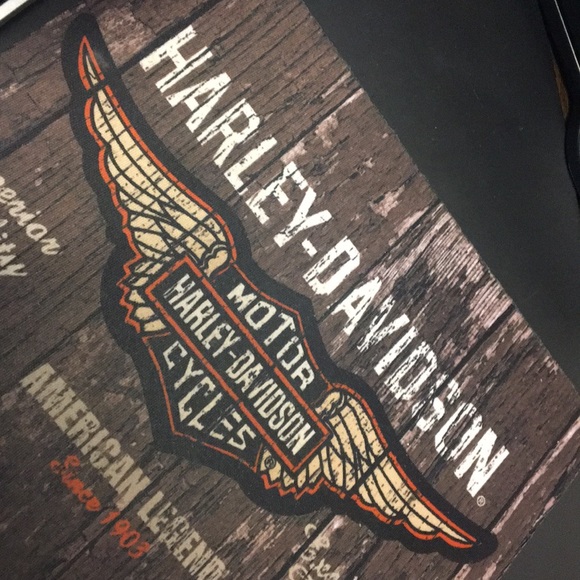 HARLEY-DAVIDSON®
MOTOR
HARLEY-DAVIDSON
CYCLES®
AMERICAN LEGEND
Since 1903